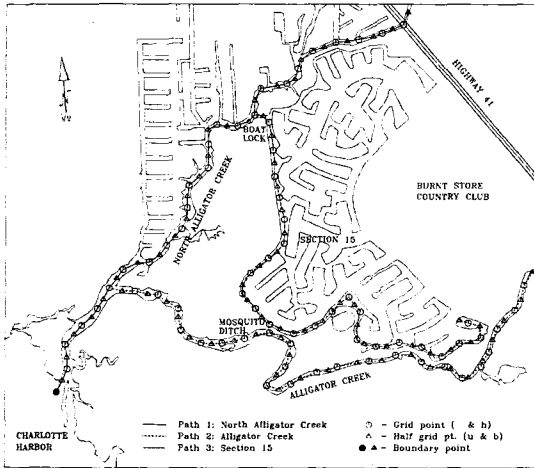 HIGHWAY 41
BOAT
LOCK
BURNT STORE
COUNTRY CLUB
NORTH ALLIGATOR CREEK
SECTION 15
MOSQUITO
DITCH
ALLIGATOR CREEK
CHARLOTTE
HARBOR
Path 1: North Alligator Creek
Path 2: Alligator Creek
Path 3: Section 15
- Grid point ( & h)
- Half grid pt. (u & b)
- Boundary point